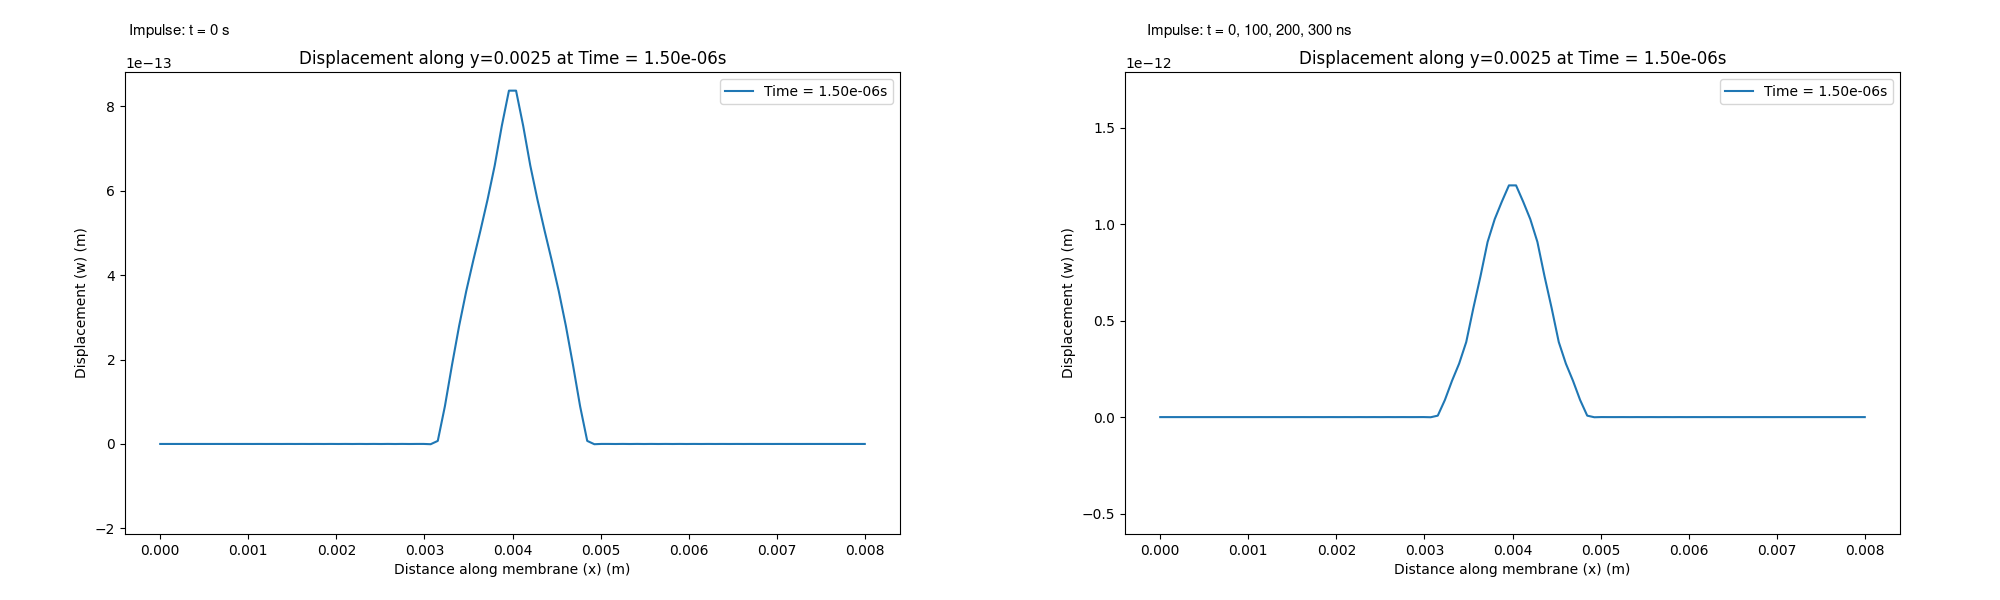 Impulse: t = 0 s
Displacement along y=0.0025 at Time = 1.50e-06s
1e−13
Time = 1.50e-06s
8
6
4
2
0
−2
Displacement (w) (m)
0.000 0.001 0.002 0.003 0.004 0.005 0.006 0.007 0.008
Distance along membrane (x) (m)
Impulse: t = 0, 100, 200, 300 ns
Displacement along y=0.0025 at Time = 1.50e-06s
1e−12
Time = 1.50e-06s
1.5
1.0
0.5
0.0
−0.5
Displacement (w) (m)
0.000 0.001 0.002 0.003 0.004 0.005 0.006 0.007 0.008
Distance along membrane (x) (m)